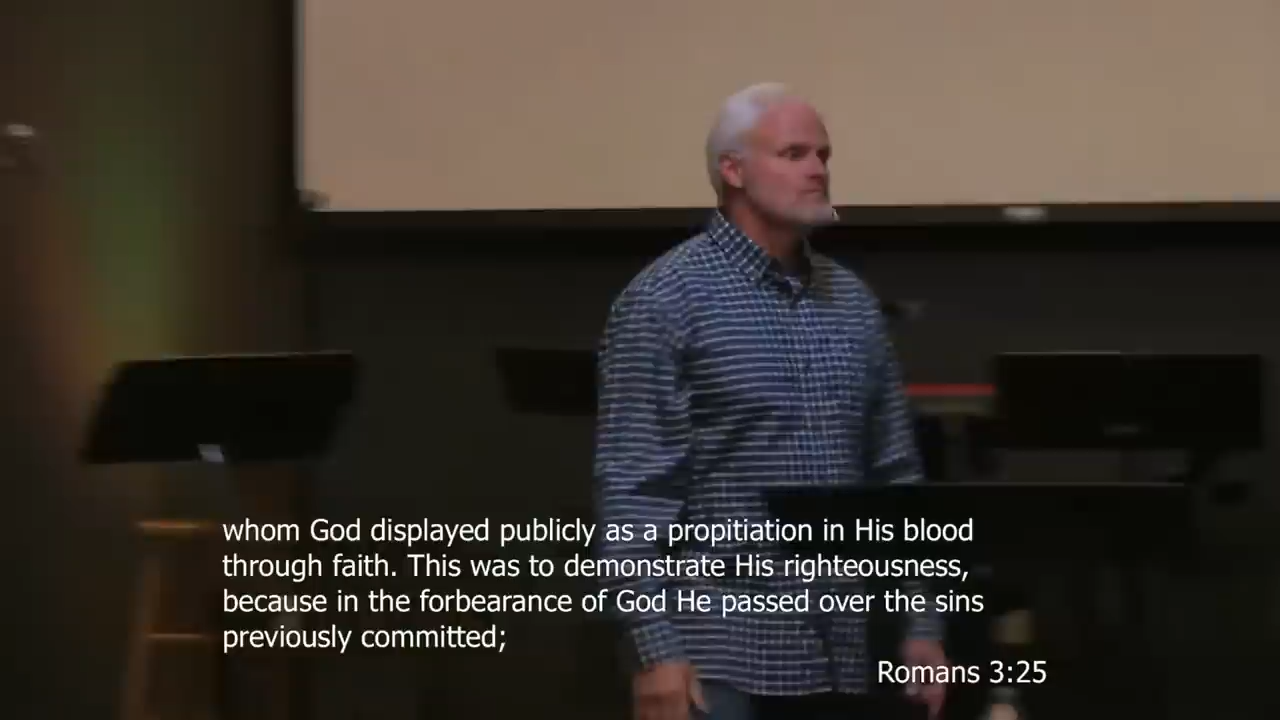 whom God displayed publicly as a propitiation in His blood
through faith. This was to demonstrate His righteousness,
because in the forbearance of God He passed over the sins
previously committed;
Romans 3:25